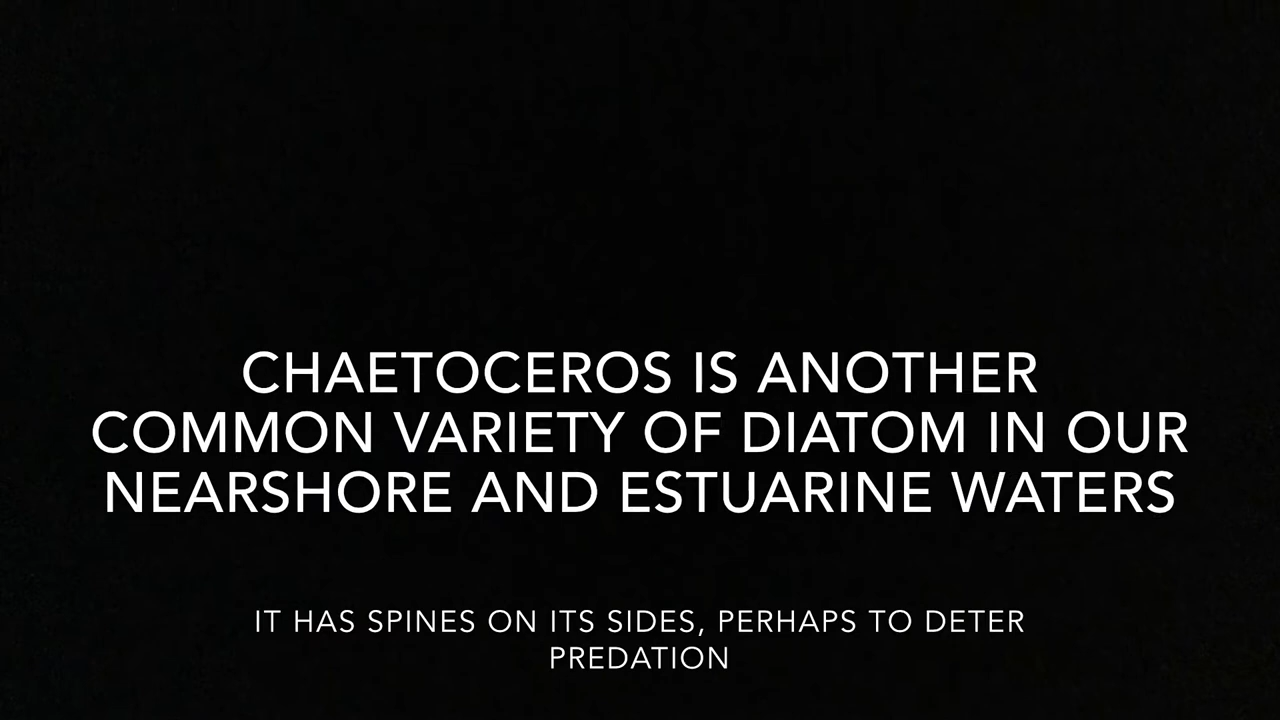 CHAETOCEROS IS ANOTHER
COMMON VARIETY OF DIATOM IN OUR
NEARSHORE AND ESTUARINE WATERS
IT HAS SPINES ON ITS SIDES, PERHAPS TO DETER
PREDATION